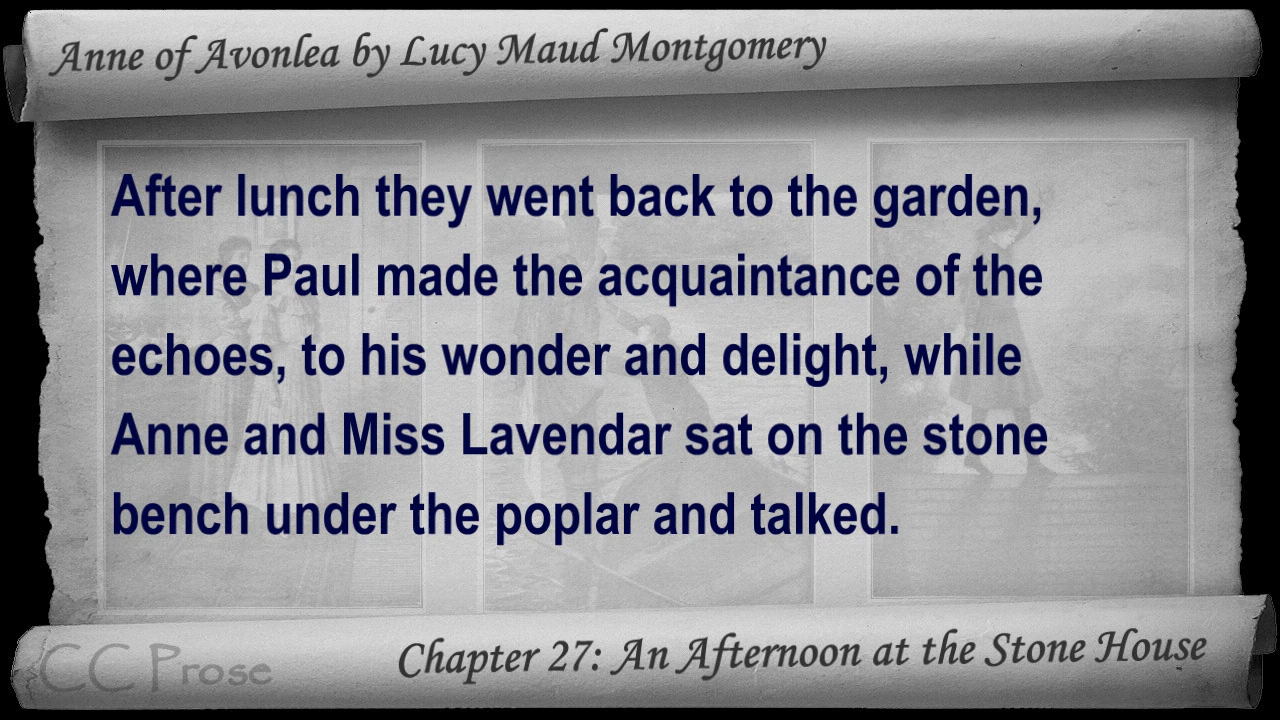 Anne of Avonlea by Lucy Maud Montgomery
After lunch they went back to the garden,
where Paul made the acquaintance of the
echoes, to his wonder and delight, while
Anne and Miss Lavendar sat on the stone
bench under the poplar and talked.
CC Prose
Chapter 27: An Afternoon at the Stone House